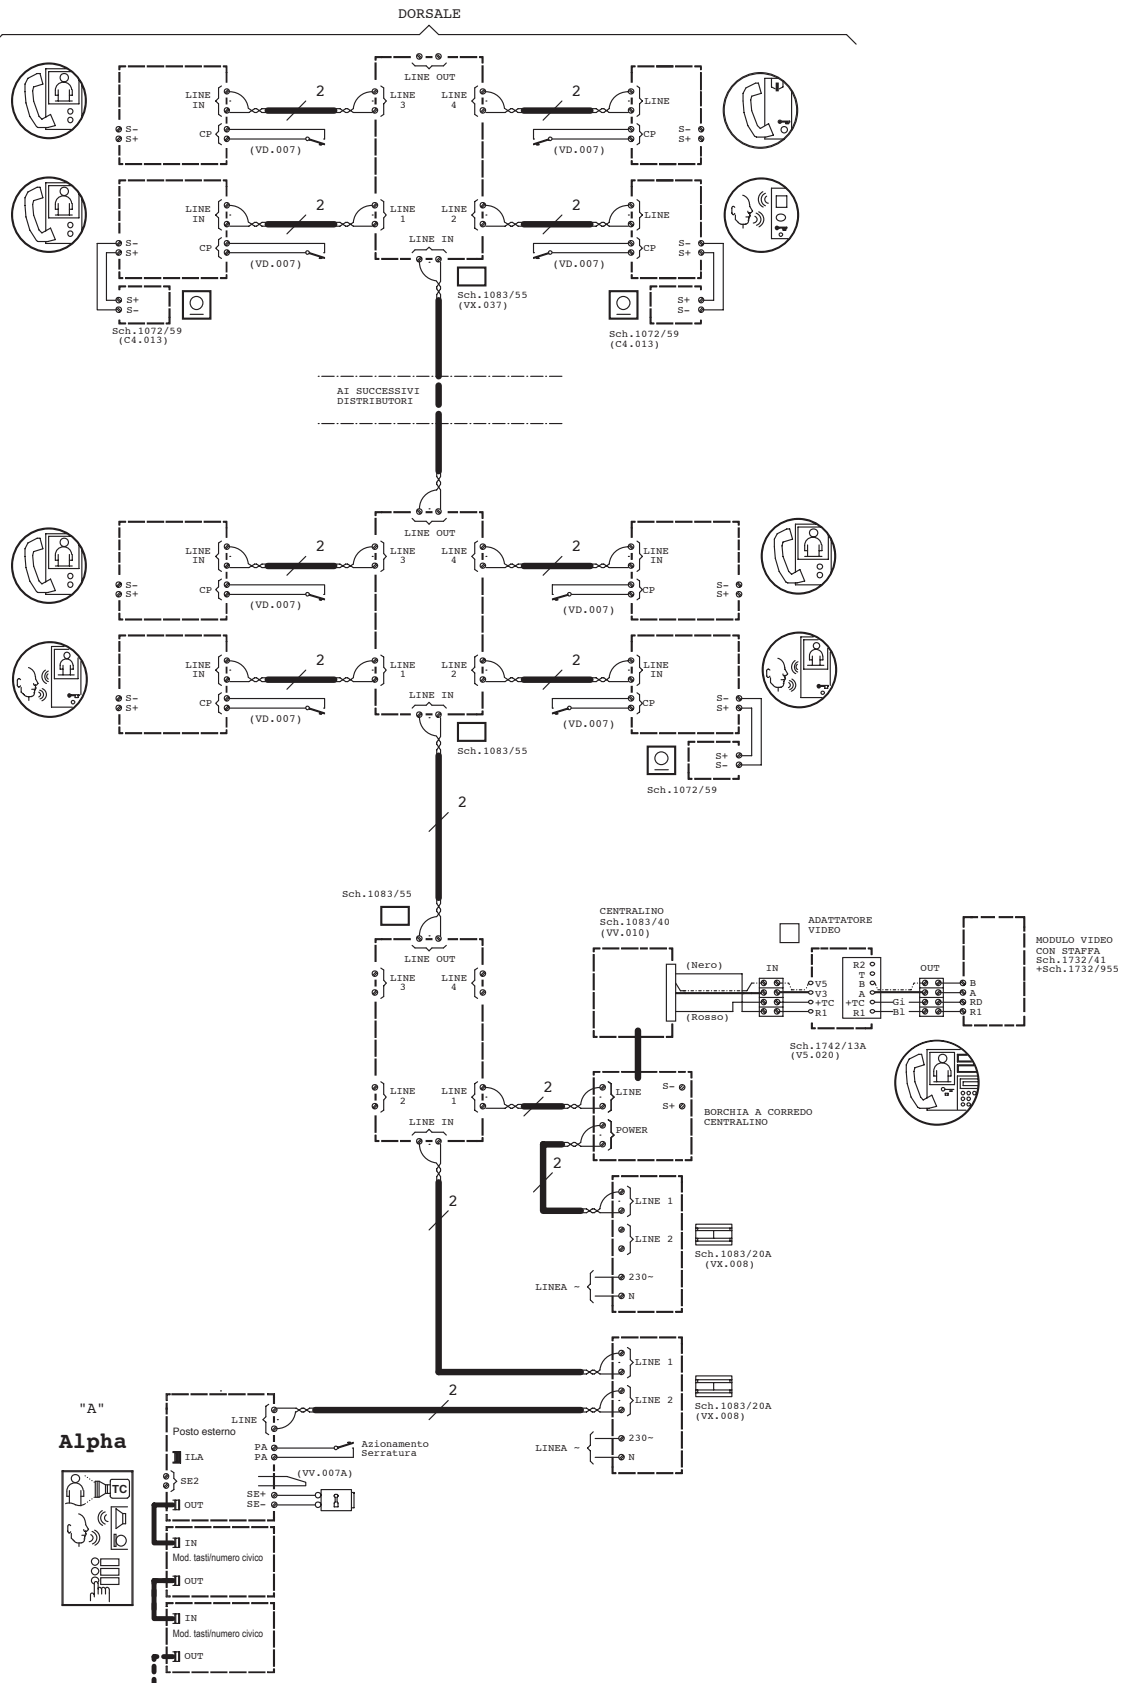 DORSALE
LINE OUT
LINE IN
2
LINE 3
LINE 4
2
LINE
S-
S+
CP
(VD.007)
(VD.007)
CP
S-
S+
LINE IN
2
LINE 1
LINE 2
2
LINE
LINE IN
S-
S+
CP
(VD.007)
(VD.007)
CP
S-
S+
Sch.1083/55
(VX.037)
S+
S-
S+
S-
Sch.1072/59
(C4.013)
Sch.1072/59
(C4.013)
AI SUCCESSIVI
DISTRIBUTORI
LINE OUT
LINE IN
2
LINE 3
LINE 4
2
LINE IN
S-
S+
CP
(VD.007)
(VD.007)
CP
S-
S+
LINE IN
2
LINE 1
LINE 2
2
LINE IN
LINE IN
S-
S+
CP
(VD.007)
(VD.007)
CP
S-
S+
Sch.1083/55
S+
S-
Sch.1072/59
2
Sch.1083/55
LINE OUT
LINE 3
LINE 4
LINE 2
LINE 1
LINE IN
CENTRALINO
Sch.1083/40
(VV.010)
(Nero)
(Rosso)
IN
ADATTATORE
VIDEO
V5
V3
+TC
R1
R2
T
B
A
+TC
R1
Gi
Bl
OUT
B
A
RD
R1
MODULO VIDEO
CON STAFFA
Sch.1732/41
+Sch.1732/955
Sch.1742/13A
(V5.020)
2
LINE
S-
S+
POWER
BORCHIA A CORREDO
CENTRALINO
2
2
LINE 1
LINE 2
Sch.1083/20A
(VX.008)
LINEA ~
230~
N
LINE 1
LINE 2
Sch.1083/20A
(VX.008)
LINEA ~
230~
N
2
"A"
Alpha
TC
LINE
Posto esterno
ILA
PA
PA
Azionamento
Serratura
SE2
(VV.007A)
SE+
SE-
OUT
IN
Mod. tasti/numero civico
OUT
IN
Mod. tasti/numero civico
OUT